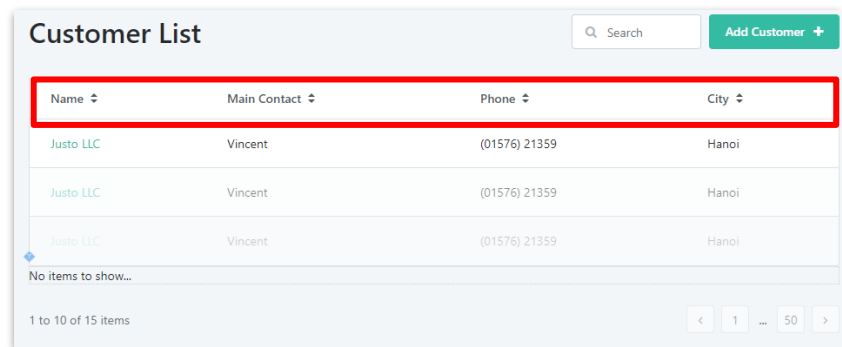 Customer List
Search
Add Customer +
Name Main Contact Phone City
Justo LLC Vincent (01576) 21359 Hanoi
Justo LLC Vincent (01576) 21359 Hanoi
Justo LLC Vincent (01576) 21359 Hanoi
No items to show...
1 to 10 of 15 items
< 1 ... 50 >